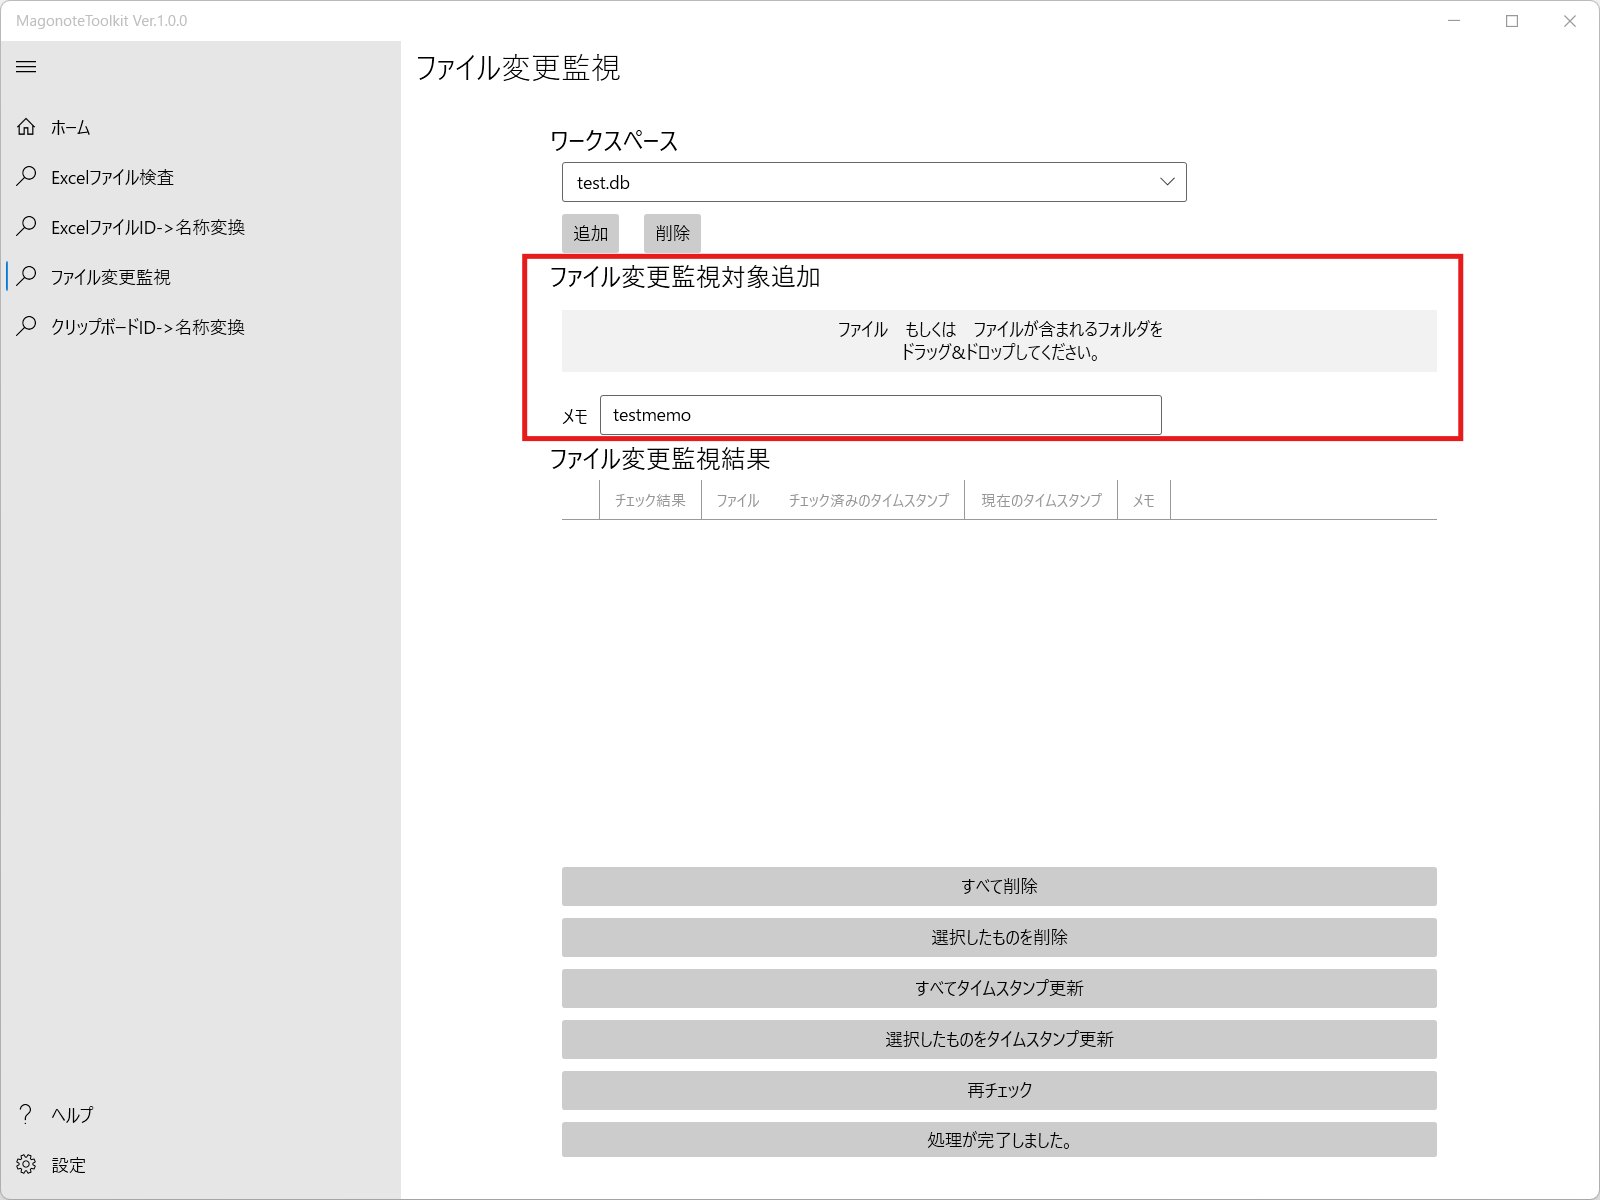 MagonoteToolkit Ver.1.0.0
ホーム
Excelファイル検査
ExcelファイルID->名称変換
ファイル変更監視
クリップボードID->名称変換
ヘルプ
設定
ファイル変更監視
ワークスペース
test.db
追加 削除
ファイル変更監視対象追加
ファイル　もしくは　ファイルが含まれるフォルダを
ドラッグ&ドロップしてください。
メモ testmemo
ファイル変更監視結果
チェック結果 ファイル チェック済みのタイムスタンプ 現在のタイムスタンプ メモ
すべて削除
選択したものを削除
すべてタイムスタンプ更新
選択したものをタイムスタンプ更新
再チェック
処理が完了しました。